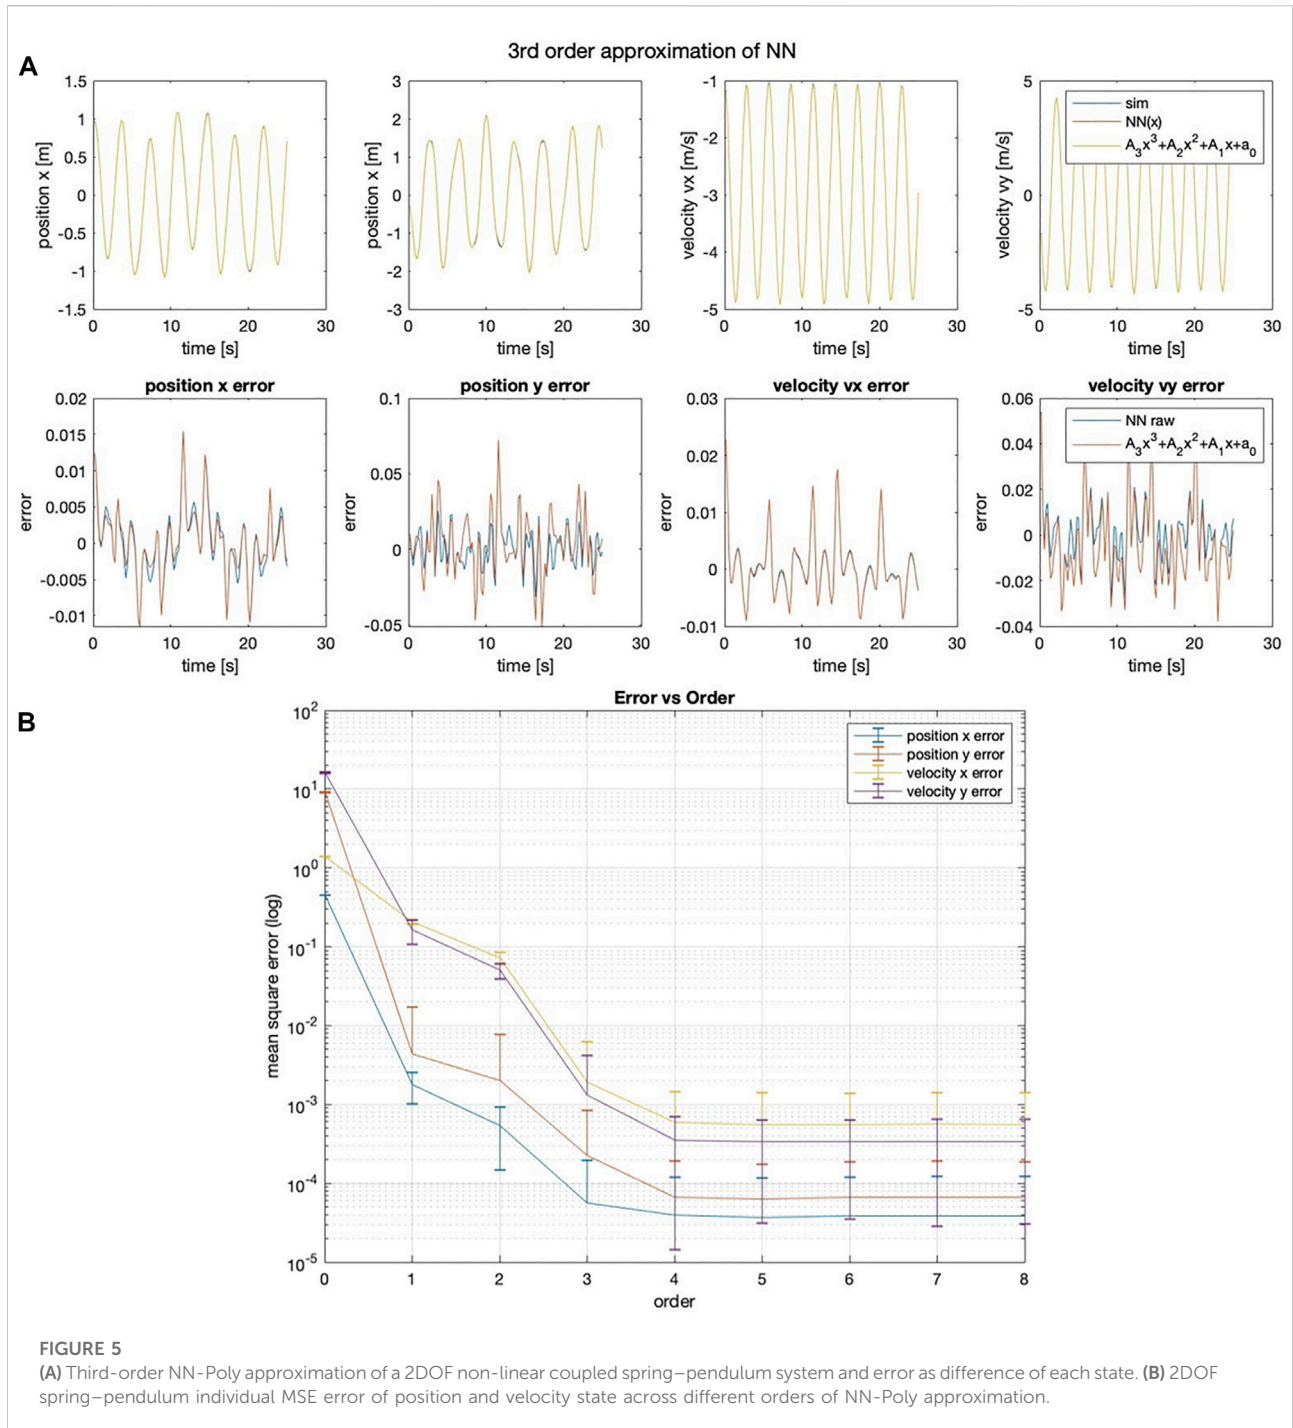 3rd order approximation of NN
A
1.5
1
0.5
0
-0.5
-1
-1.5
position x [m]
0 10 20 30
time [s]
3
2
1
0
-1
-2
-3
position x [m]
0 10 20 30
time [s]
-1
-2
-3
-4
-5
velocity vx [m/s]
0 10 20 30
time [s]
5
0
-5
velocity vy [m/s]
sim
NN(x)
A₃x³+A₂x²+A₁x+a₀
0 10 20 30
time [s]
position x error
0.02
0.015
0.01
0.005
0
-0.005
-0.01
error
0 10 20 30
time [s]
position y error
0.1
0.05
0
-0.05
error
0 10 20 30
time [s]
velocity vx error
0.03
0.02
0.01
0
-0.01
error
0 10 20 30
time [s]
velocity vy error
0.06
0.04
0.02
0
-0.02
-0.04
error
NN raw
A₃x³+A₂x²+A₁x+a₀
0 10 20 30
time [s]
B
Error vs Order
10²
10¹
10⁰
10⁻¹
10⁻²
10⁻³
10⁻⁴
10⁻⁵
mean square error (log)
position x error
position y error
velocity x error
velocity y error
0 1 2 3 4 5 6 7 8
order
FIGURE 5
(A) Third-order NN-Poly approximation of a 2DOF non-linear coupled spring–pendulum system and error as difference of each state. (B) 2DOF
spring–pendulum individual MSE error of position and velocity state across different orders of NN-Poly approximation.